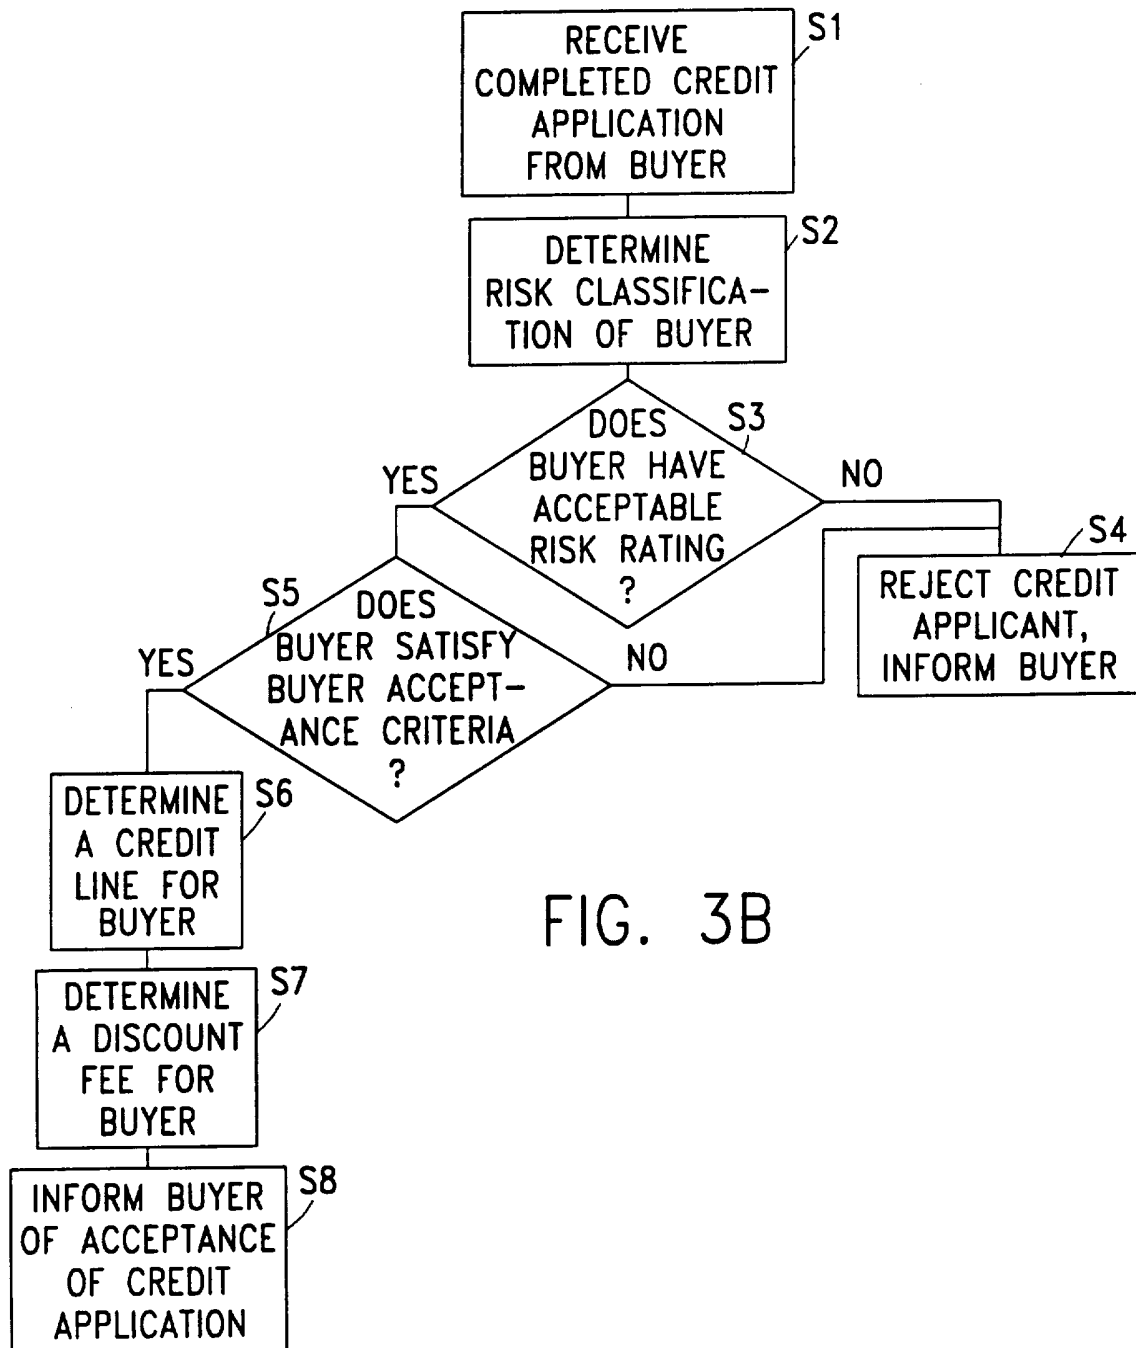 RECEIVE
COMPLETED CREDIT
APPLICATION
FROM BUYER
S1
DETERMINE
RISK CLASSIFICA-
TION OF BUYER
S2
DOES
BUYER HAVE
ACCEPTABLE
RISK RATING
?
S3
YES
NO
REJECT CREDIT
APPLICANT,
INFORM BUYER
S4
DOES
BUYER SATISFY
BUYER ACCEPT-
ANCE CRITERIA
?
S5
YES
NO
DETERMINE
A CREDIT
LINE FOR
BUYER
S6
FIG. 3B
DETERMINE
A DISCOUNT
FEE FOR
BUYER
S7
INFORM BUYER
OF ACCEPTANCE
OF CREDIT
APPLICATION
S8